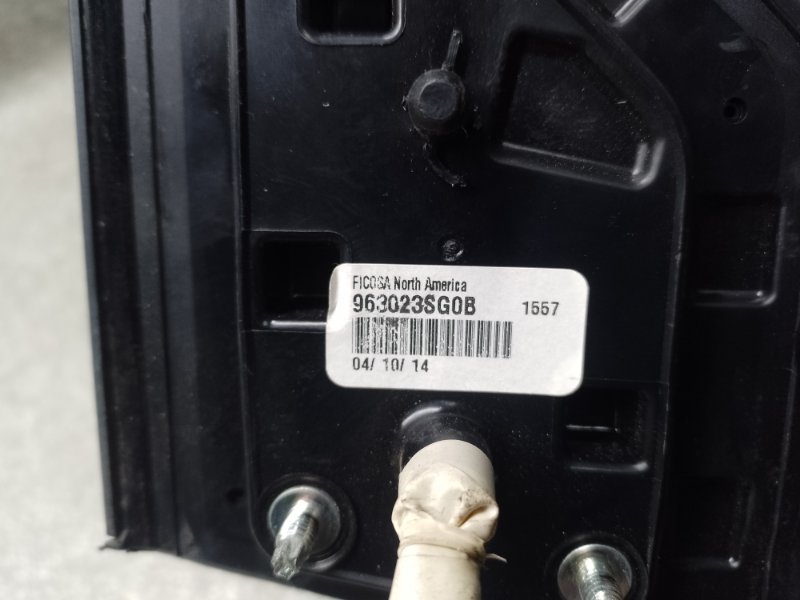 FICOSA North America
963023SG0B 1557
04/ 10/ 14